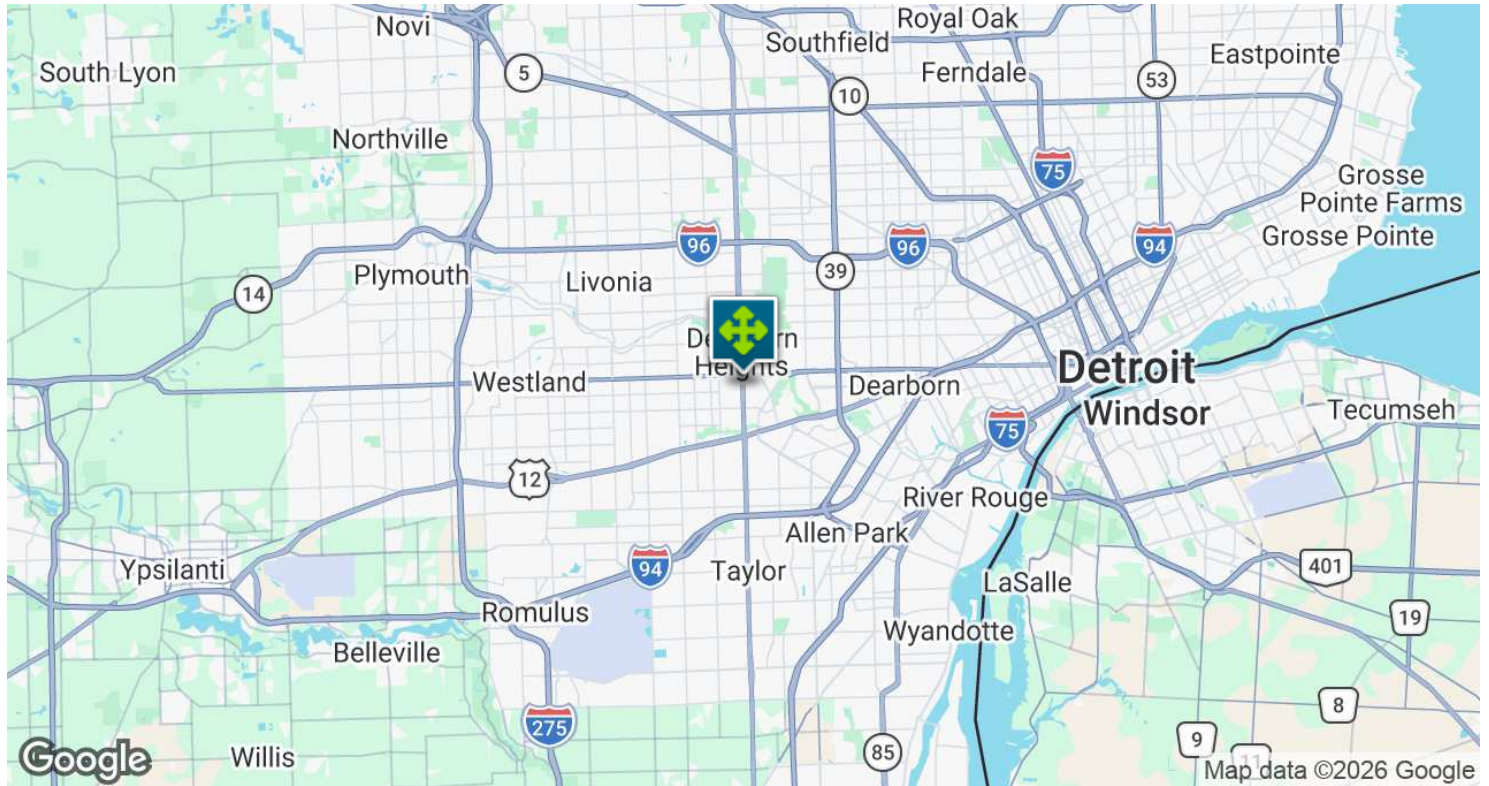 Novi
Royal Oak
Southfield
Eastpointe
South Lyon
5
Ferndale
53
10
Northville
75
Grosse
Pointe Farms
Grosse Pointe
96
96
94
39
Plymouth
Livonia
14
Heights
Westland
Dearborn
Detroit
Windsor
Tecumseh
75
12
River Rouge
Allen Park
Ypsilanti
94
Taylor
LaSalle
401
Romulus
19
Wyandotte
Belleville
8
275
85
9
11
Willis
Google
Map data ©2026 Google